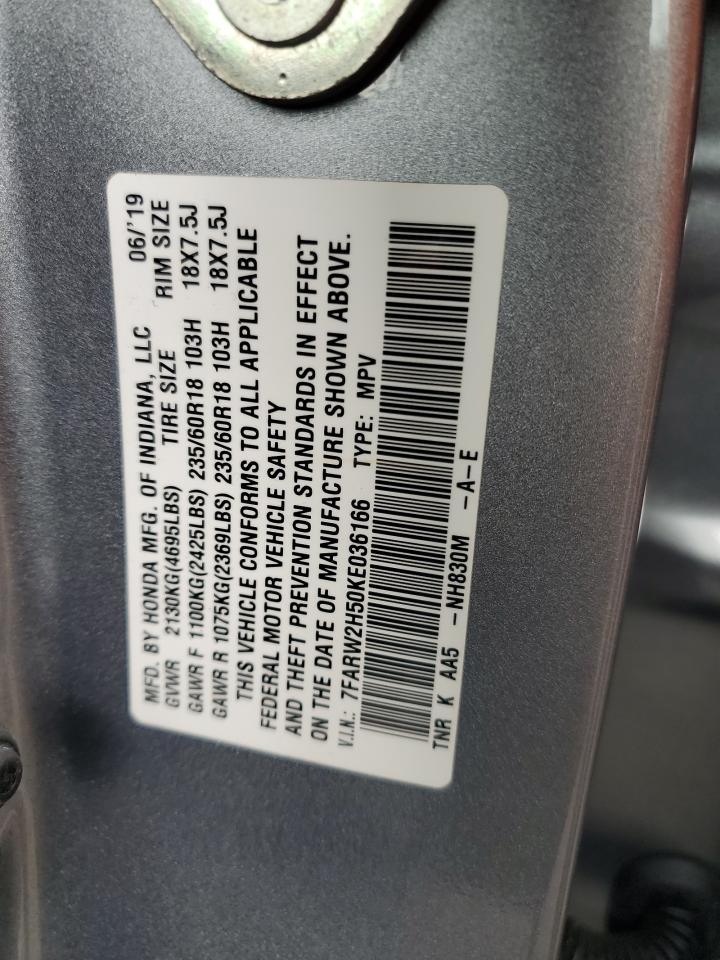 MFD. BY HONDA MFG. OF INDIANA, LLC 06/'19
GVWR 2130KG(4695LBS) TIRE SIZE RIM SIZE
GAWR F 1100KG(2425LBS) 235/60R18 103H 18X7.5J
GAWR R 1075KG(2369LBS) 235/60R18 103H 18X7.5J
THIS VEHICLE CONFORMS TO ALL APPLICABLE
FEDERAL MOTOR VEHICLE SAFETY
AND THEFT PREVENTION STANDARDS IN EFFECT
ON THE DATE OF MANUFACTURE SHOWN ABOVE.
V.I.N.: 7FARW2H50KE036166 TYPE: MPV
TNR K AA5 -NH830M -A-E